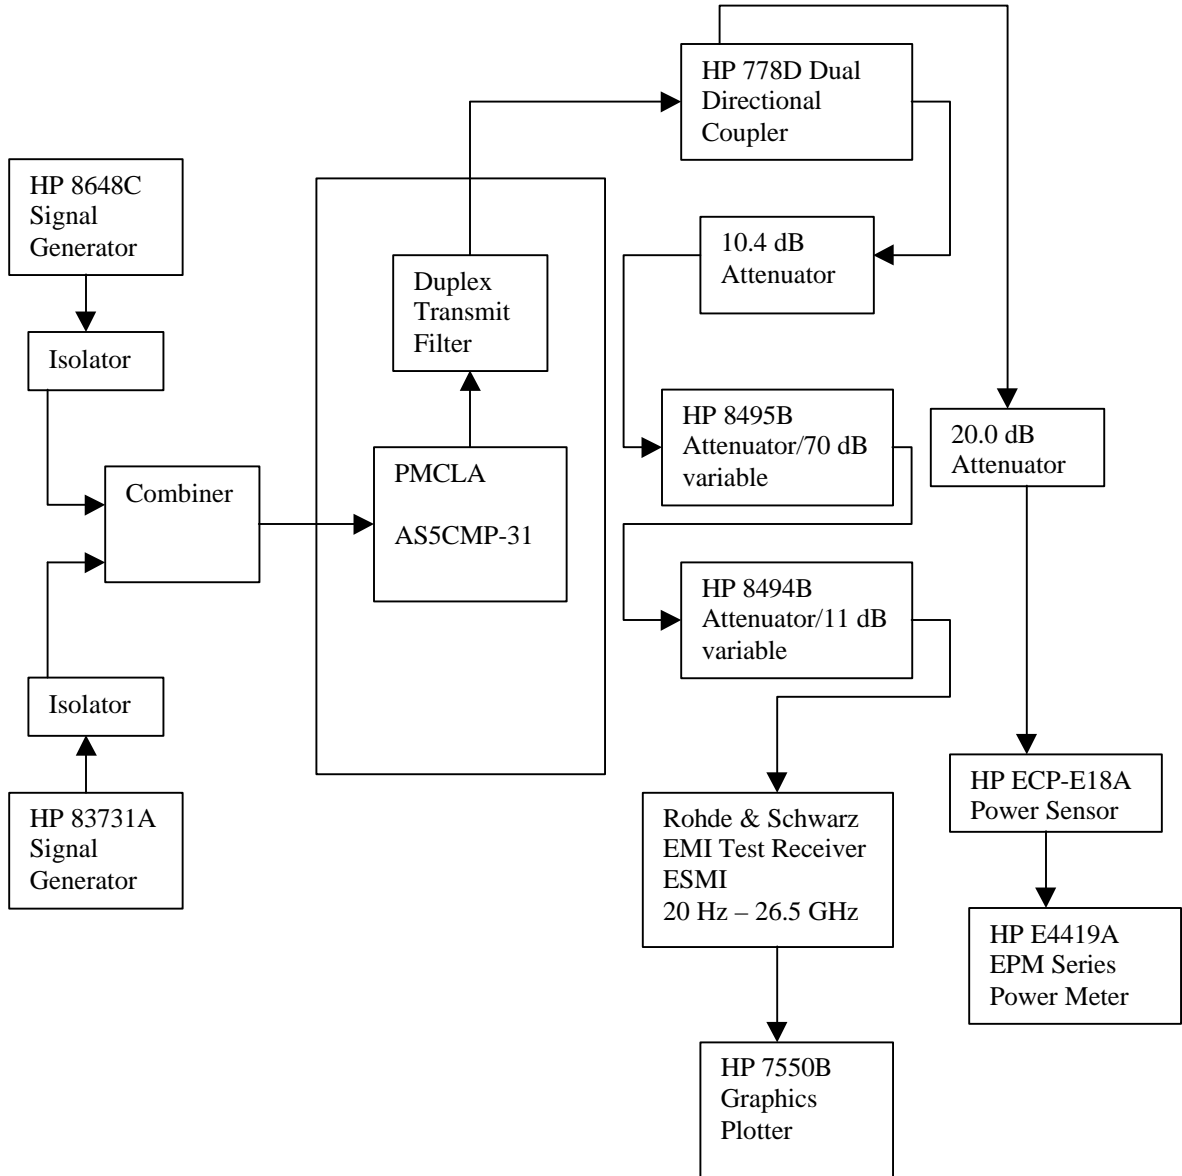 HP 778D Dual
Directional
Coupler
HP 8648C
Signal
Generator
10.4 dB
Attenuator
Duplex
Transmit
Filter
Isolator
HP 8495B
Attenuator/70 dB
variable
20.0 dB
Attenuator
Combiner
PMCLA
AS5CMP-31
HP 8494B
Attenuator/11 dB
variable
Isolator
HP ECP-E18A
Power Sensor
HP 83731A
Signal
Generator
Rohde & Schwarz
EMI Test Receiver
ESMI
20 Hz – 26.5 GHz
HP E4419A
EPM Series
Power Meter
HP 7550B
Graphics
Plotter